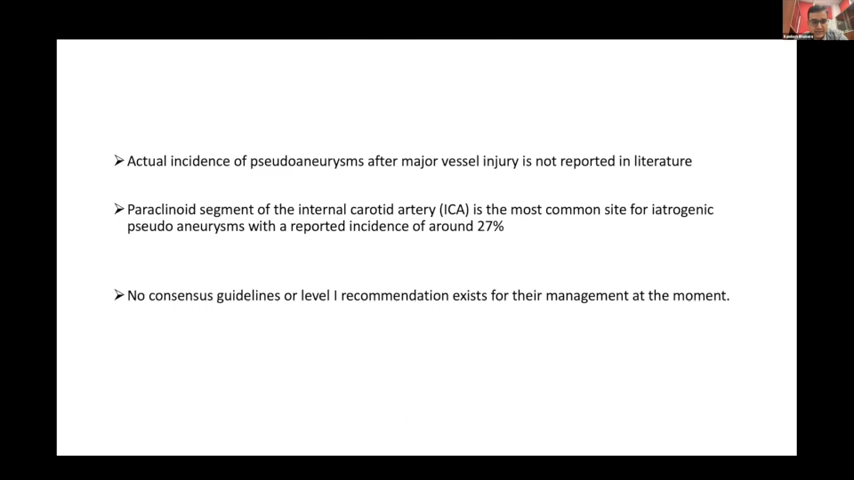 ➢Actual incidence of pseudoaneurysms after major vessel injury is not reported in literature
➢Paraclinoid segment of the internal carotid artery (ICA) is the most common site for iatrogenic
pseudo aneurysms with a reported incidence of around 27%
➢No consensus guidelines or level I recommendation exists for their management at the moment.